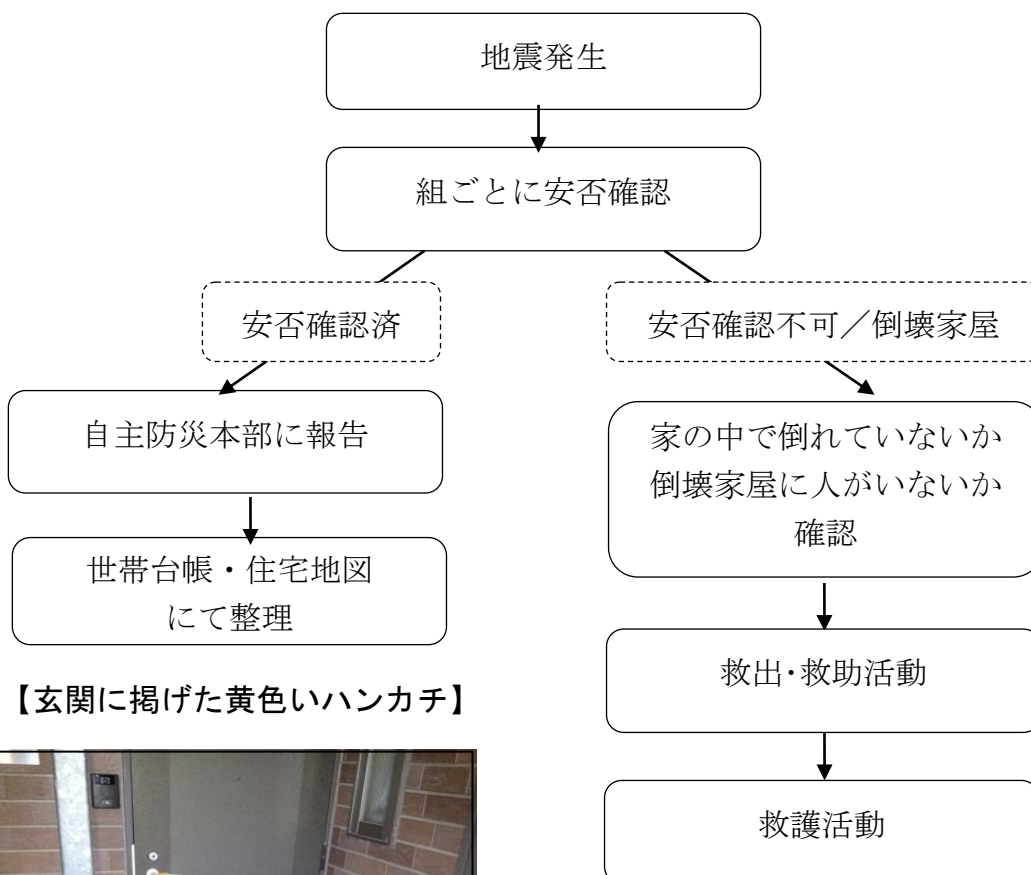 地震発生
組ごとに安否確認
安否確認済
安否確認不可／倒壊家屋
自主防災本部に報告
世帯台帳・住宅地図
にて整理
家の中で倒れていないか
倒壊家屋に人がいないか
確認
救出・救助活動
救護活動
【玄関に掲げた黄色いハンカチ】